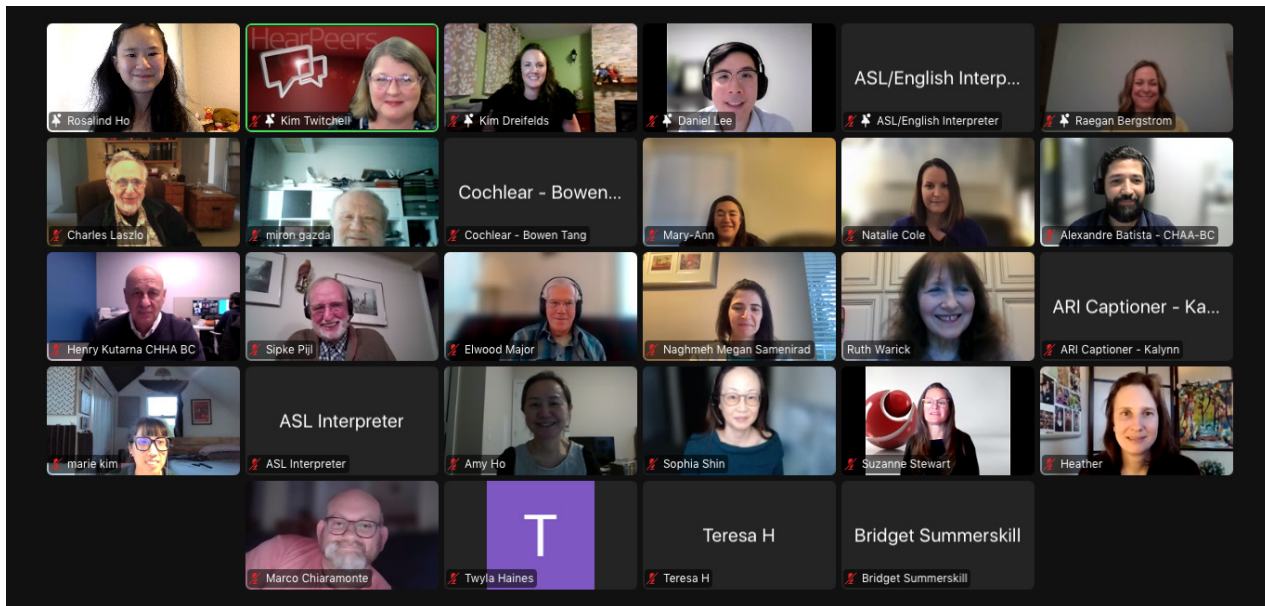 HearPeers
ASL/English Interp...
Rosalind Ho
Kim Twitchell
Kim Dreifelds
Daniel Lee
ASL/English Interpreter
Raegan Bergstrom
Cochlear - Bowen...
Charles Laszlo
miron gazda
Cochlear - Bowen Tang
Mary-Ann
Natalie Cole
Alexandre Batista - CHAA-BC
ARI Captioner - Ka...
Henry Kutarna CHHA BC
Sipke Pijl
Elwood Major
Naghmeh Megan Samenirad
Ruth Warick
ARI Captioner - Kalynn
ASL Interpreter
marie kim
ASL Interpreter
Amy Ho
Sophia Shin
Suzanne Stewart
Heather
T
Teresa H
Bridget Summerskill
Marco Chiaramonte
Twyla Haines
Teresa H
Bridget Summerskill